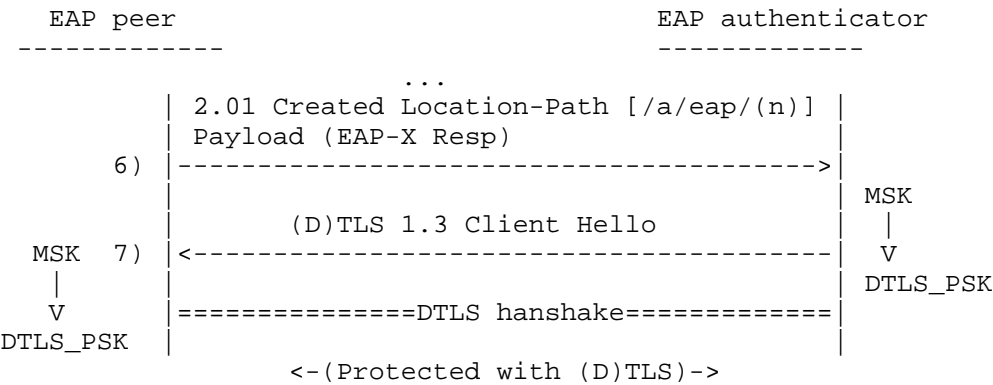 EAP peer                                EAP authenticator
-------------                           -------------
...
| 2.01 Created Location-Path [/a/eap/(n)] |
| Payload (EAP-X Resp)                    |
6) |---------------------------------------->|
|                                         | MSK
|       (D)TLS 1.3 Client Hello           |  |
MSK  7) |<----------------------------------------|  V
|     |                                         | DTLS_PSK
V     |===============DTLS hanshake=============|
DTLS_PSK  |                                         |
<-(Protected with (D)TLS)->